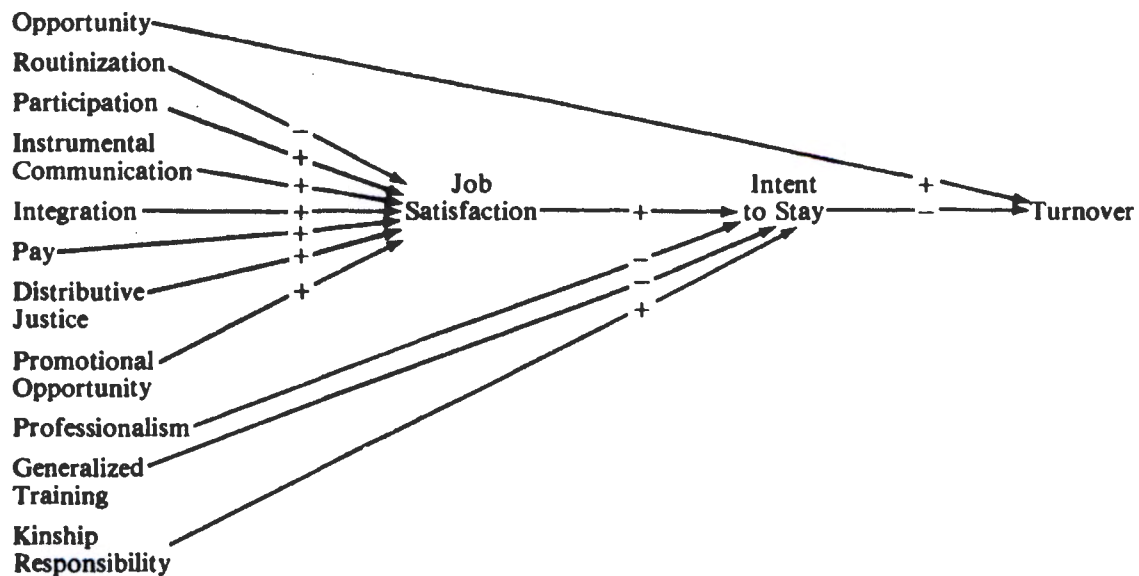 Opportunity
Routinization
Participation
Instrumental
Communication
Integration
Pay
Distributive
Justice
Promotional
Opportunity
Professionalism
Generalized
Training
Kinship
Responsibility
−
+
+
+
+
+
+
Job
Satisfaction
+
−
−
+
Intent
to Stay
+
−
Turnover